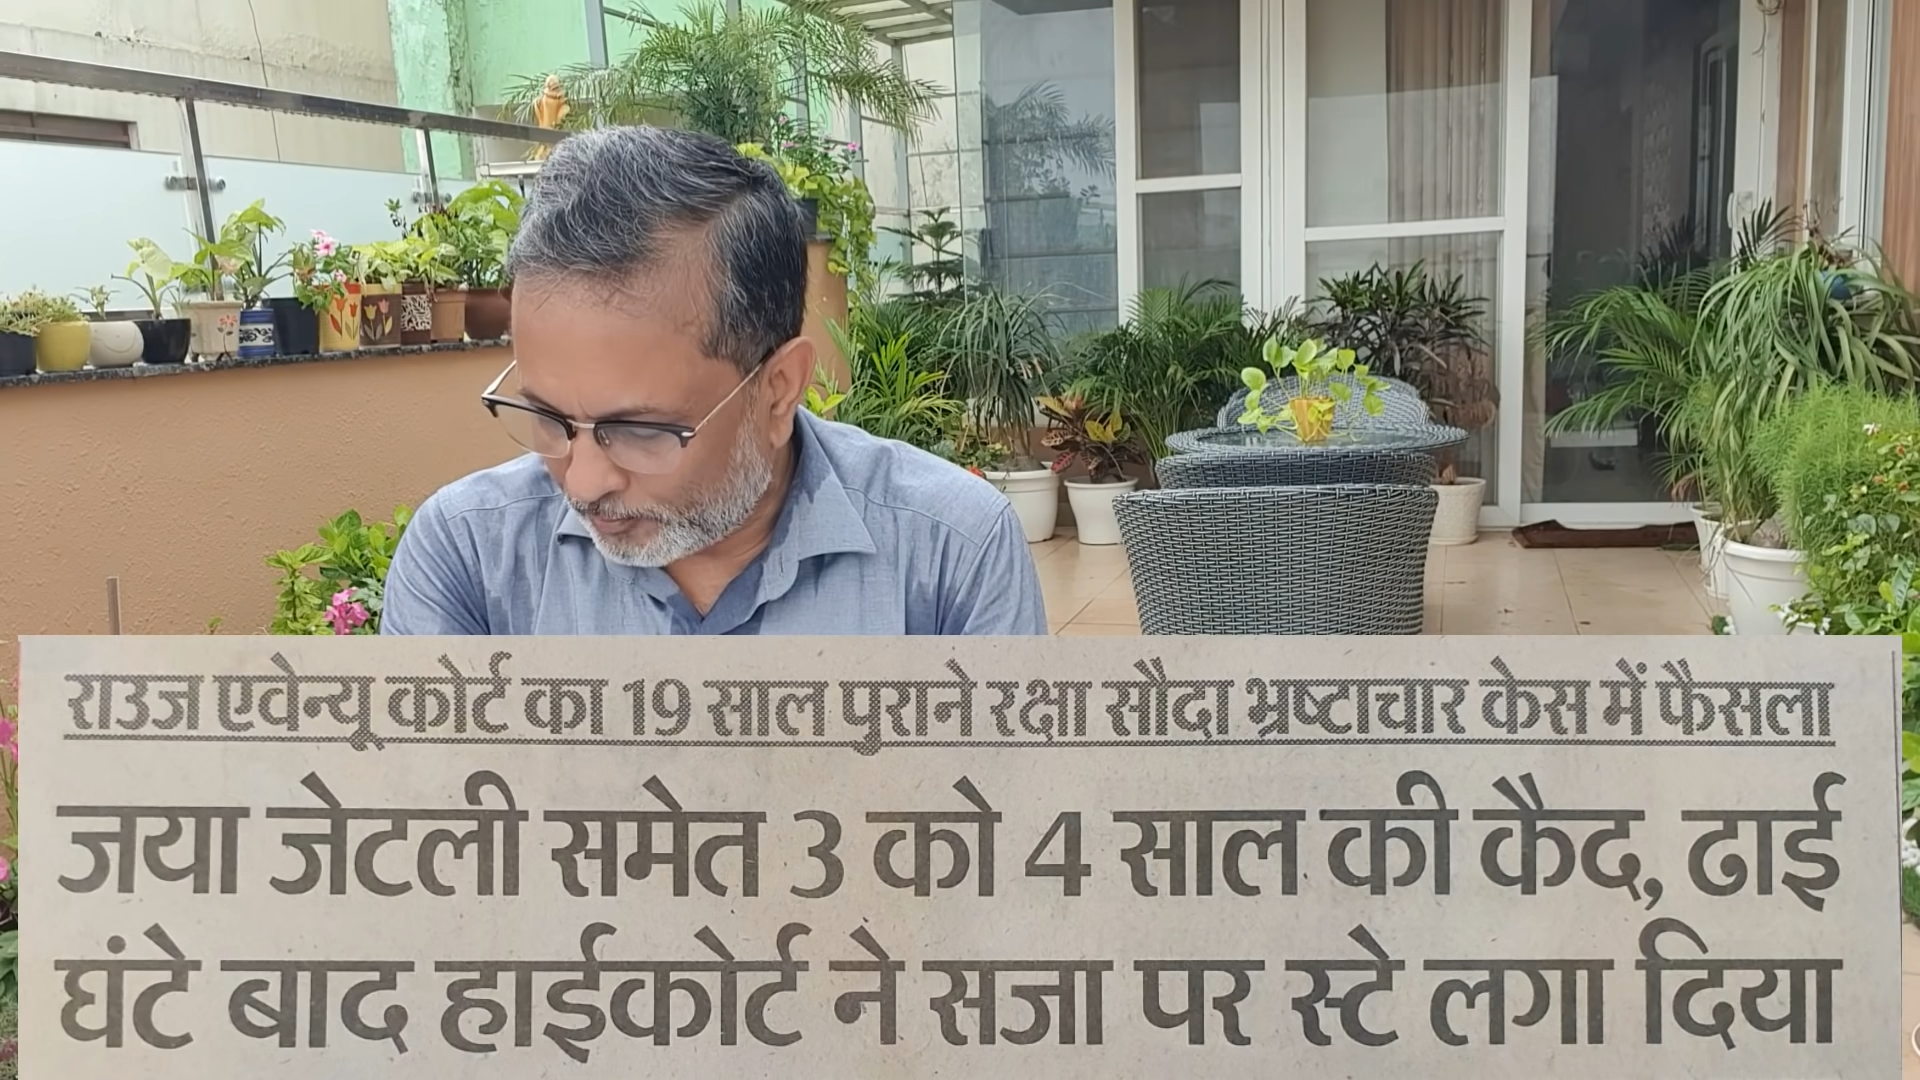 राउज एवेन्यू कोर्ट का 19 साल पुराने रक्षा सौदा भ्रष्टाचार केस में फैसला
जया जेटली समेत 3 को 4 साल की कैद, ढाई
घंटे बाद हाईकोर्ट ने सजा पर स्टे लगा दिया